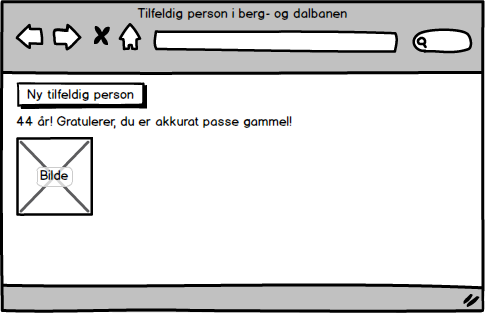 Tilfeldig person i berg- og dalbanen
Ny tilfeldig person
44 år! Gratulerer, du er akkurat passe gammel!
Bilde